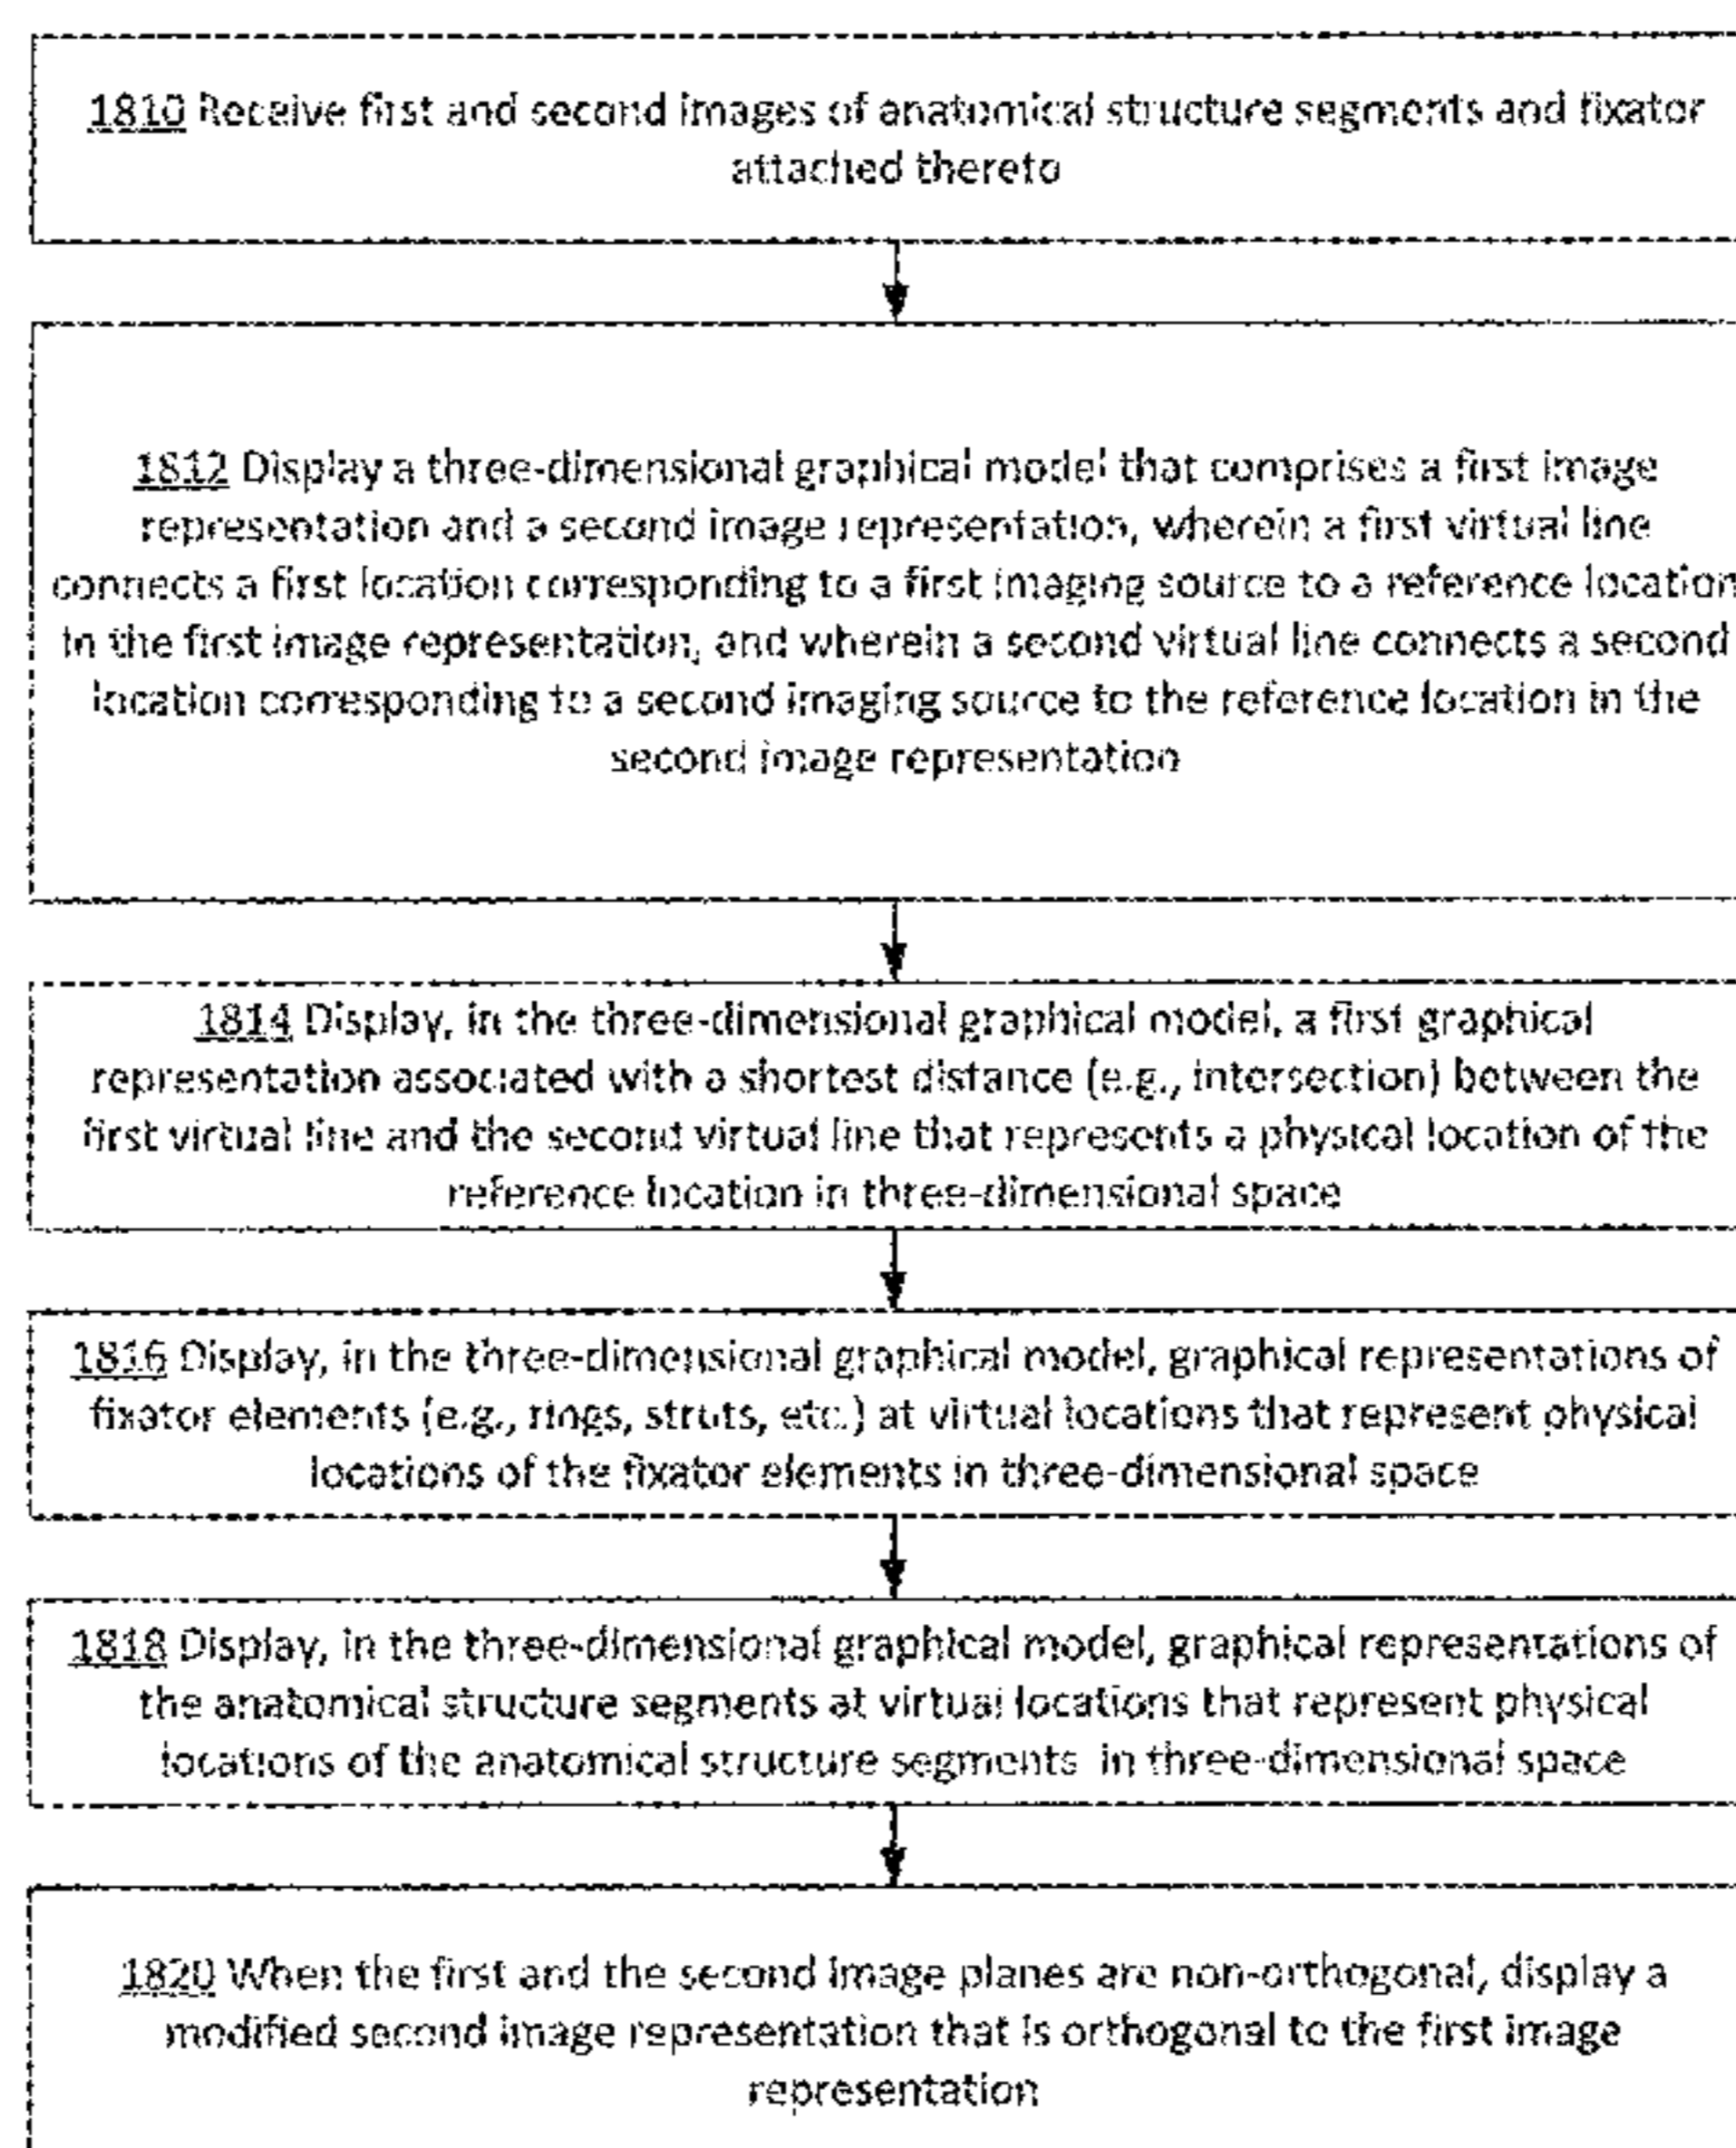 1810 Receive first and second images of anatomical structure segments and fixator
attached thereto
1812 Display a three-dimensional graphical model that comprises a first image
representation and a second image representation, wherein a first virtual line
connects a first location corresponding to a first imaging source to a reference location
in the first image representation, and wherein a second virtual line connects a second
location corresponding to a second imaging source to the reference location in the
second image representation
1814 Display, in the three-dimensional graphical model, a first graphical
representation associated with a shortest distance (e.g., intersection) between the
first virtual line and the second virtual line that represents a physical location of the
reference location in three-dimensional space
1816 Display, in the three-dimensional graphical model, graphical representations of
fixator elements (e.g., rings, struts, etc.) at virtual locations that represent physical
locations of the fixator elements in three-dimensional space
1818 Display, in the three-dimensional graphical model, graphical representations of
the anatomical structure segments at virtual locations that represent physical
locations of the anatomical structure segments in three-dimensional space
1820 When the first and the second image planes are non-orthogonal, display a
modified second image representation that is orthogonal to the first image
representation